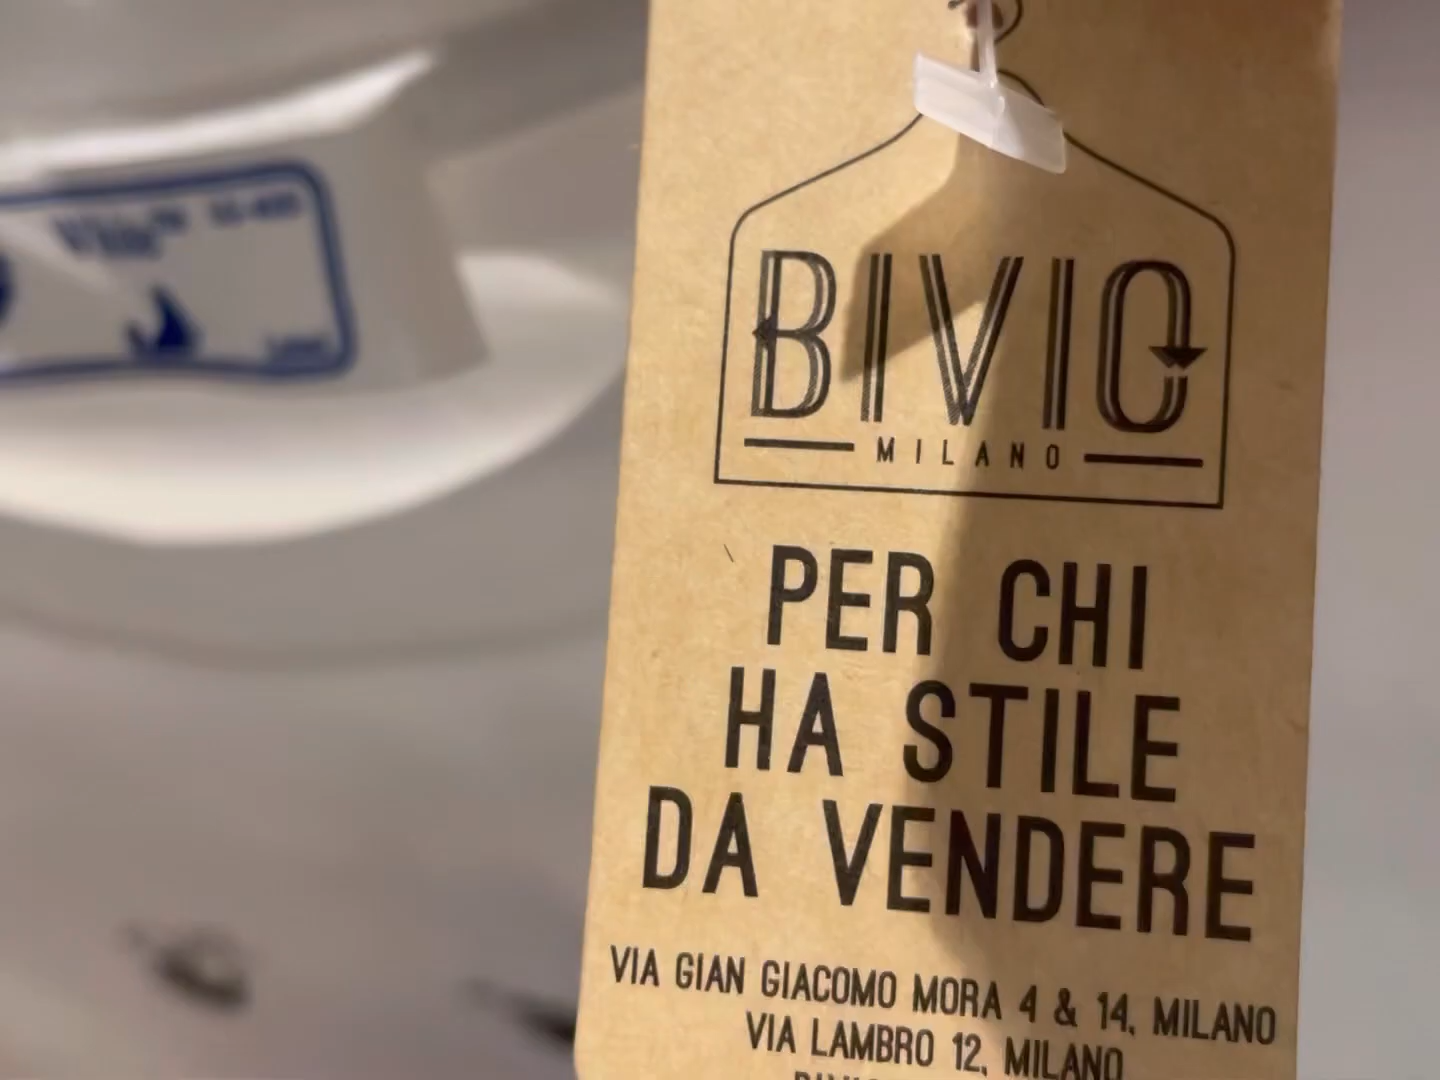 BIVIO
MILANO
PER CHI
HA STILE
DA VENDERE
VIA GIAN GIACOMO MORA 4 & 14, MILANO
VIA LAMBRO 12, MILANO